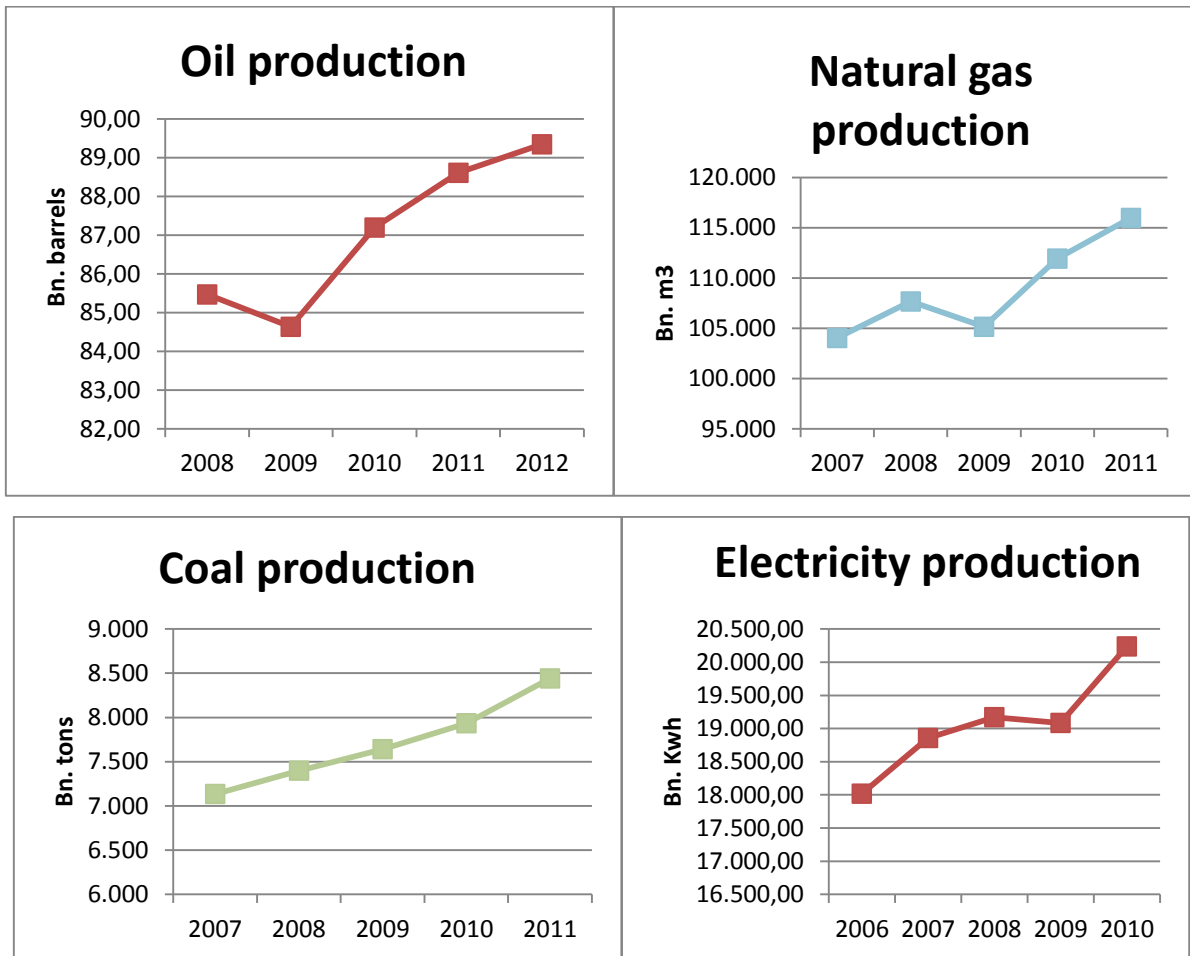 Oil production
Bn. barrels
90,00
89,00
88,00
87,00
86,00
85,00
84,00
83,00
82,00
2008 2009 2010 2011 2012
Natural gas
production
Bn. m3
120.000
115.000
110.000
105.000
100.000
95.000
2007 2008 2009 2010 2011
Coal production
Bn. tons
9.000
8.500
8.000
7.500
7.000
6.500
6.000
2007 2008 2009 2010 2011
Electricity production
Bn. Kwh
20.500,00
20.000,00
19.500,00
19.000,00
18.500,00
18.000,00
17.500,00
17.000,00
16.500,00
2006 2007 2008 2009 2010